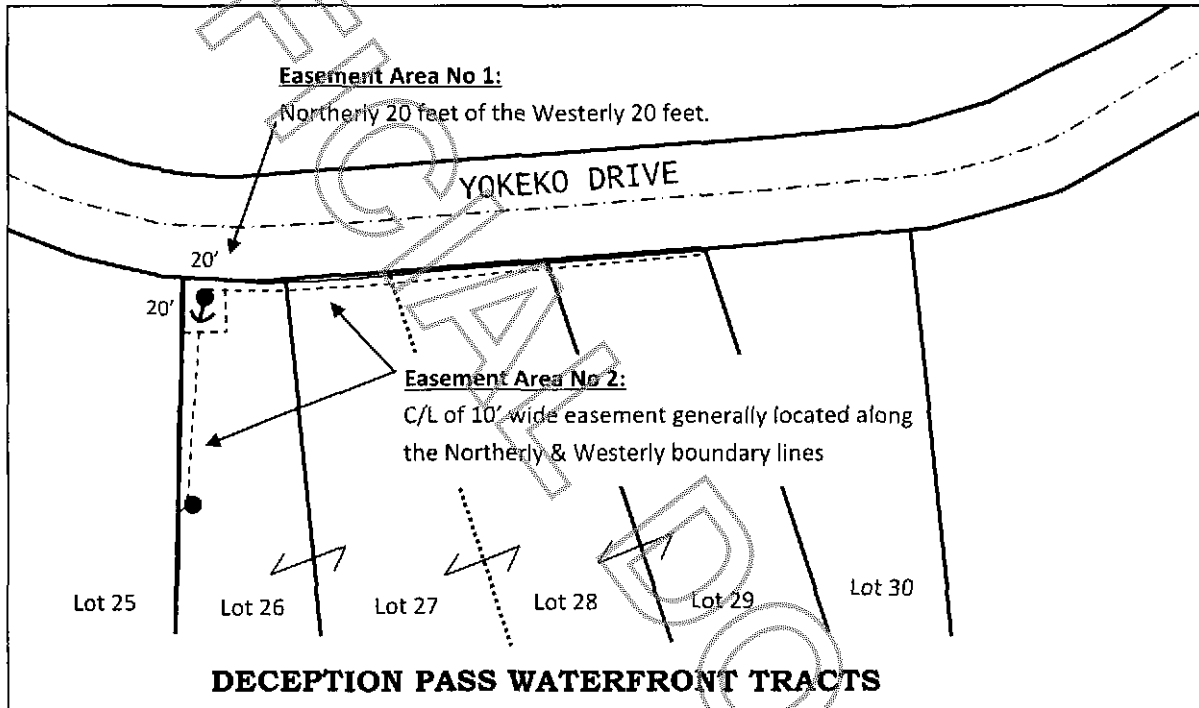 Easement Area No 1:
Northerly 20 feet of the Westerly 20 feet.
YOKEKO DRIVE
20'
20'
Easement Area No 2:
C/L of 10' wide easement generally located along
the Northerly & Westerly boundary lines
Lot 25
Lot 26
Lot 27
Lot 28
Lot 29
Lot 30
DECEPTION PASS WATERFRONT TRACTS